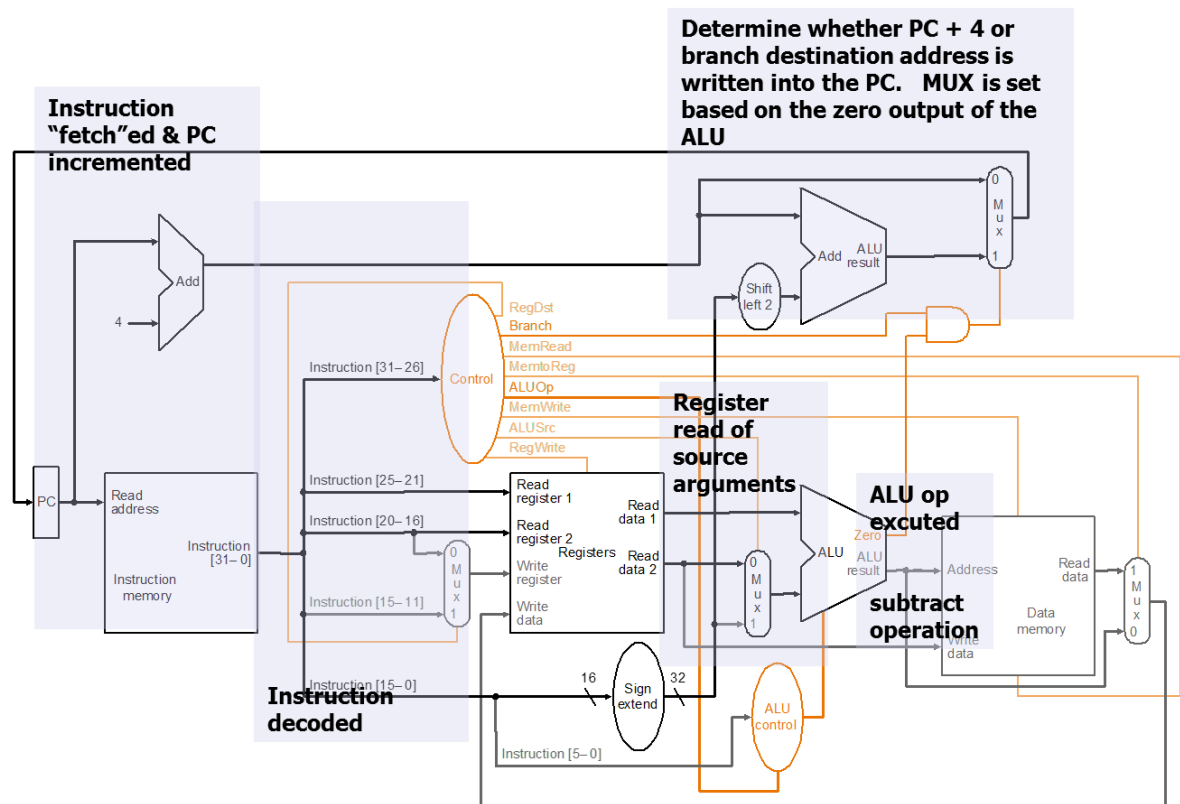 Determine whether PC + 4 or
branch destination address is
written into the PC. MUX is set
based on the zero output of the
ALU
Instruction
“fetch”ed & PC
incremented
0
M
u
x
1
Add
ALU
result
Add
Shift
left 2
4
RegDst
Branch
MemRead
MemtoReg
ALUOp
MemWrite
ALUSrc
RegWrite
Instruction [31–26]
Control
Register
read of
source
arguments
PC
Read
address
Instruction
[31–0]
Instruction
memory
Instruction [25–21]
Instruction [20–16]
Instruction [15–11]
0
M
u
x
1
Read
register 1
Read
register 2
Registers
Write
register
Write
data
Read
data 1
Read
data 2
0
M
u
x
1
ALU
Zero
ALU
result
ALU op
excuted
subtract
operation
Address
Write
data
Read
data
Data
memory
1
M
u
x
0
Instruction [15–0]
Instruction
decoded
16
Sign
extend
32
ALU
control
Instruction [5–0]